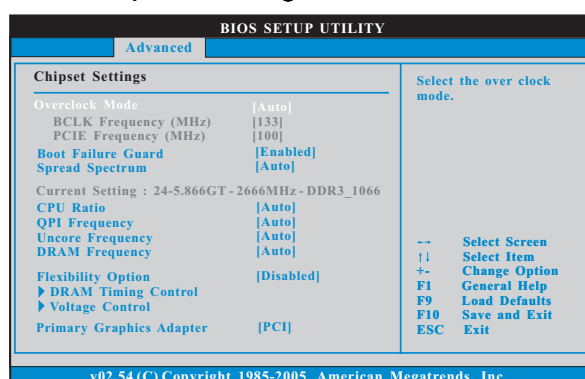 BIOS SETUP UTILITY
Advanced
Chipset Settings
Overclock Mode [Auto]
BCLK Frequency (MHz) [133]
PCIE Frequency (MHz) [100]
Boot Failure Guard [Enabled]
Spread Spectrum [Auto]
Current Setting : 24-5.866GT - 2666MHz - DDR3_1066
CPU Ratio [Auto]
QPI Frequency [Auto]
Uncore Frequency [Auto]
DRAM Frequency [Auto]
Flexibility Option [Disabled]
DRAM Timing Control
Voltage Control
Primary Graphics Adapter [PCI]
Select the over clock
mode.
←→ Select Screen
↑↓ Select Item
+- Change Option
F1 General Help
F9 Load Defaults
F10 Save and Exit
ESC Exit
v02.54 (C) Copyright 1985-2005, American Megatrends, Inc.